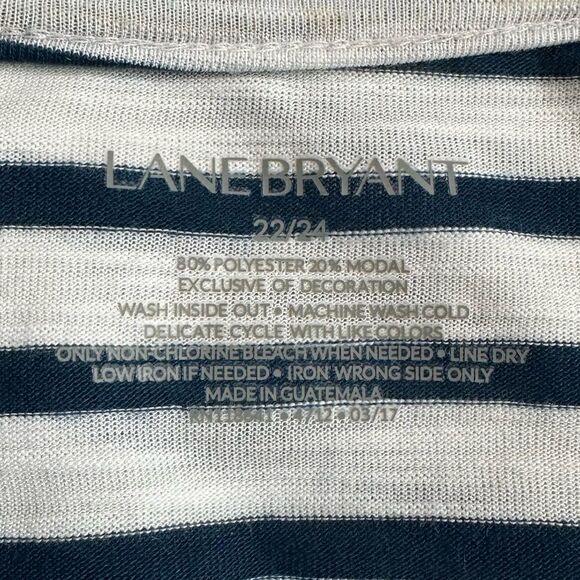 LANE BRYANT
22/24
80% POLYESTER 20% MODAL
EXCLUSIVE OF DECORATION
WASH INSIDE OUT • MACHINE WASH COLD
DELICATE CYCLE WITH LIKE COLORS
ONLY NON-CHLORINE BLEACH WHEN NEEDED • LINE DRY
LOW IRON IF NEEDED • IRON WRONG SIDE ONLY
MADE IN GUATEMALA
03/17